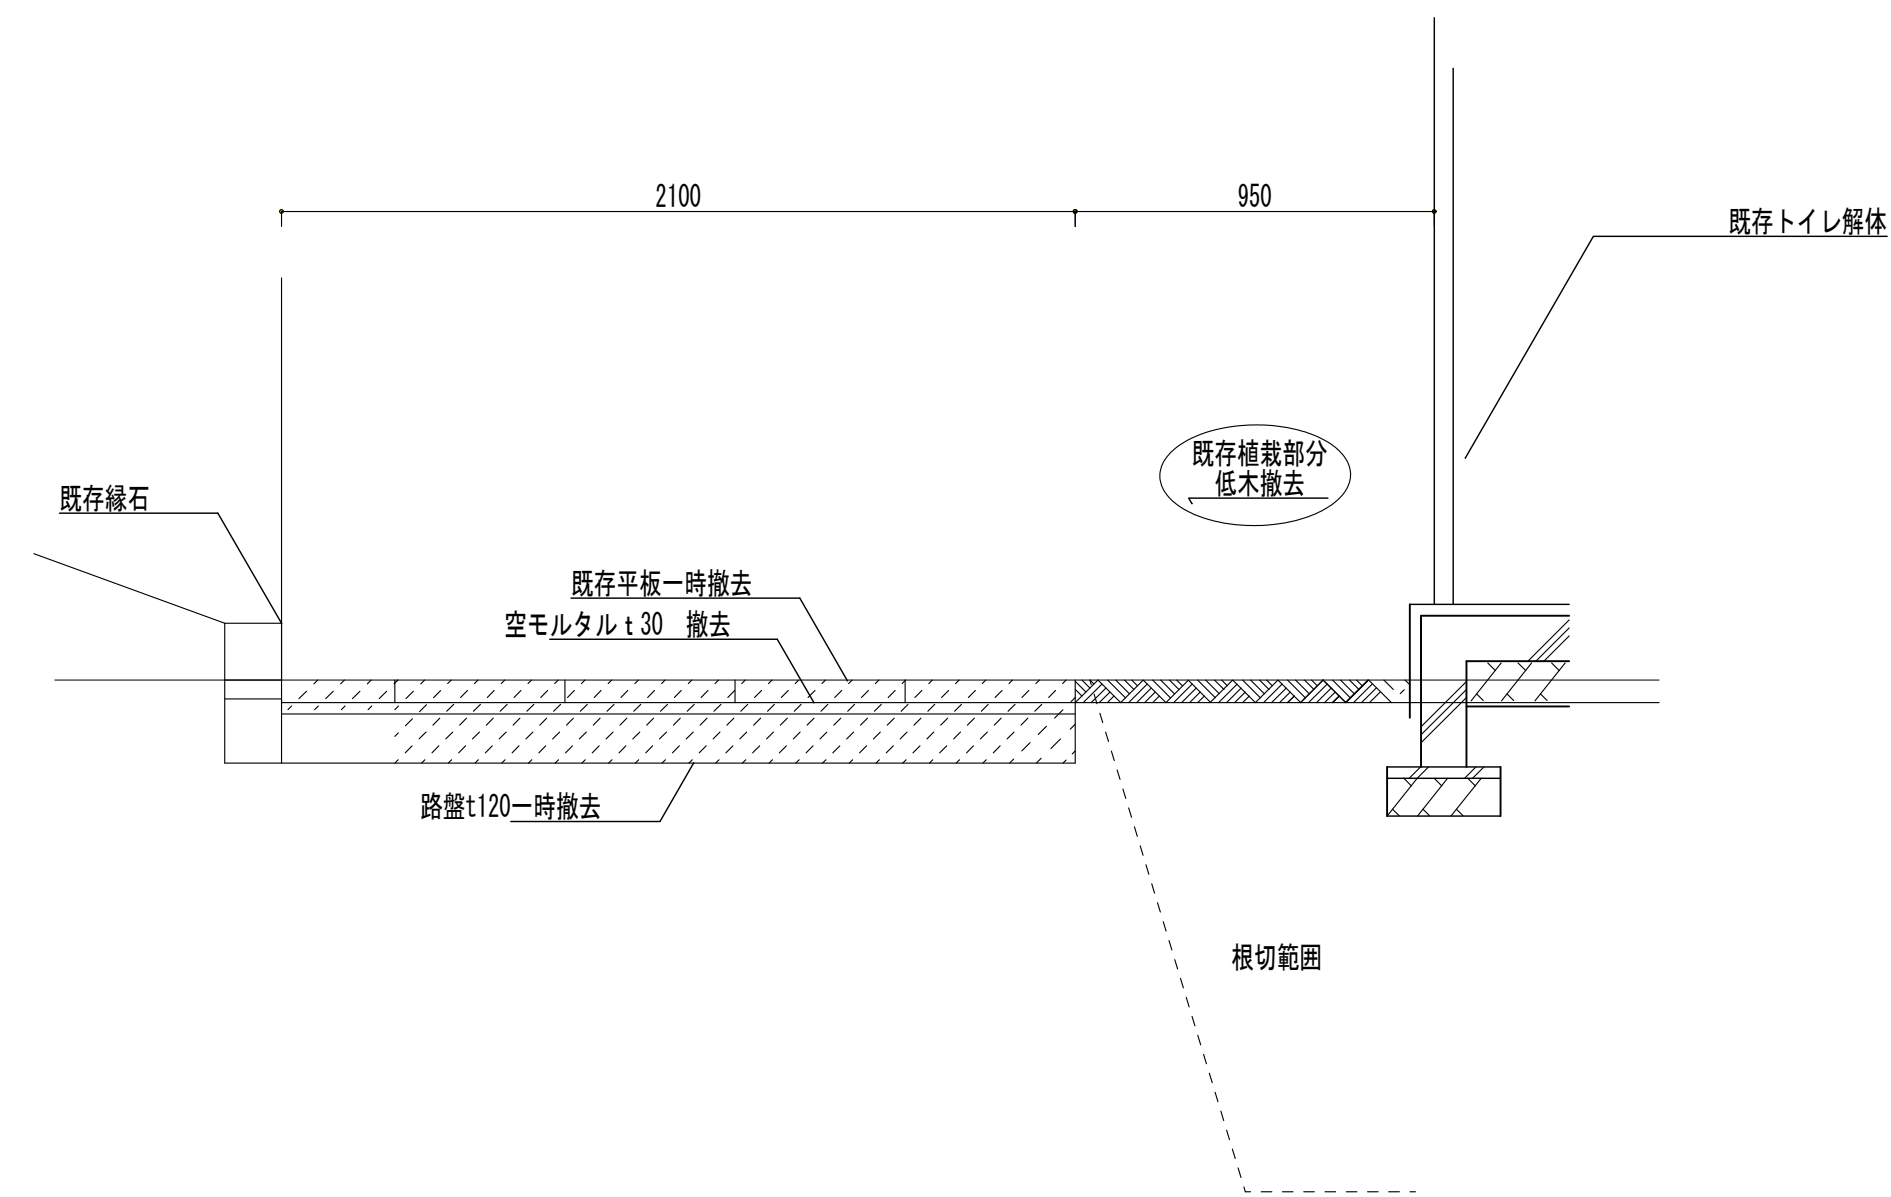 2100
950
既存トイレ解体
既存植栽部分
低木撤去
既存縁石
既存平板一時撤去
空モルタルｔ30　撤去
路盤t120一時撤去
根切範囲